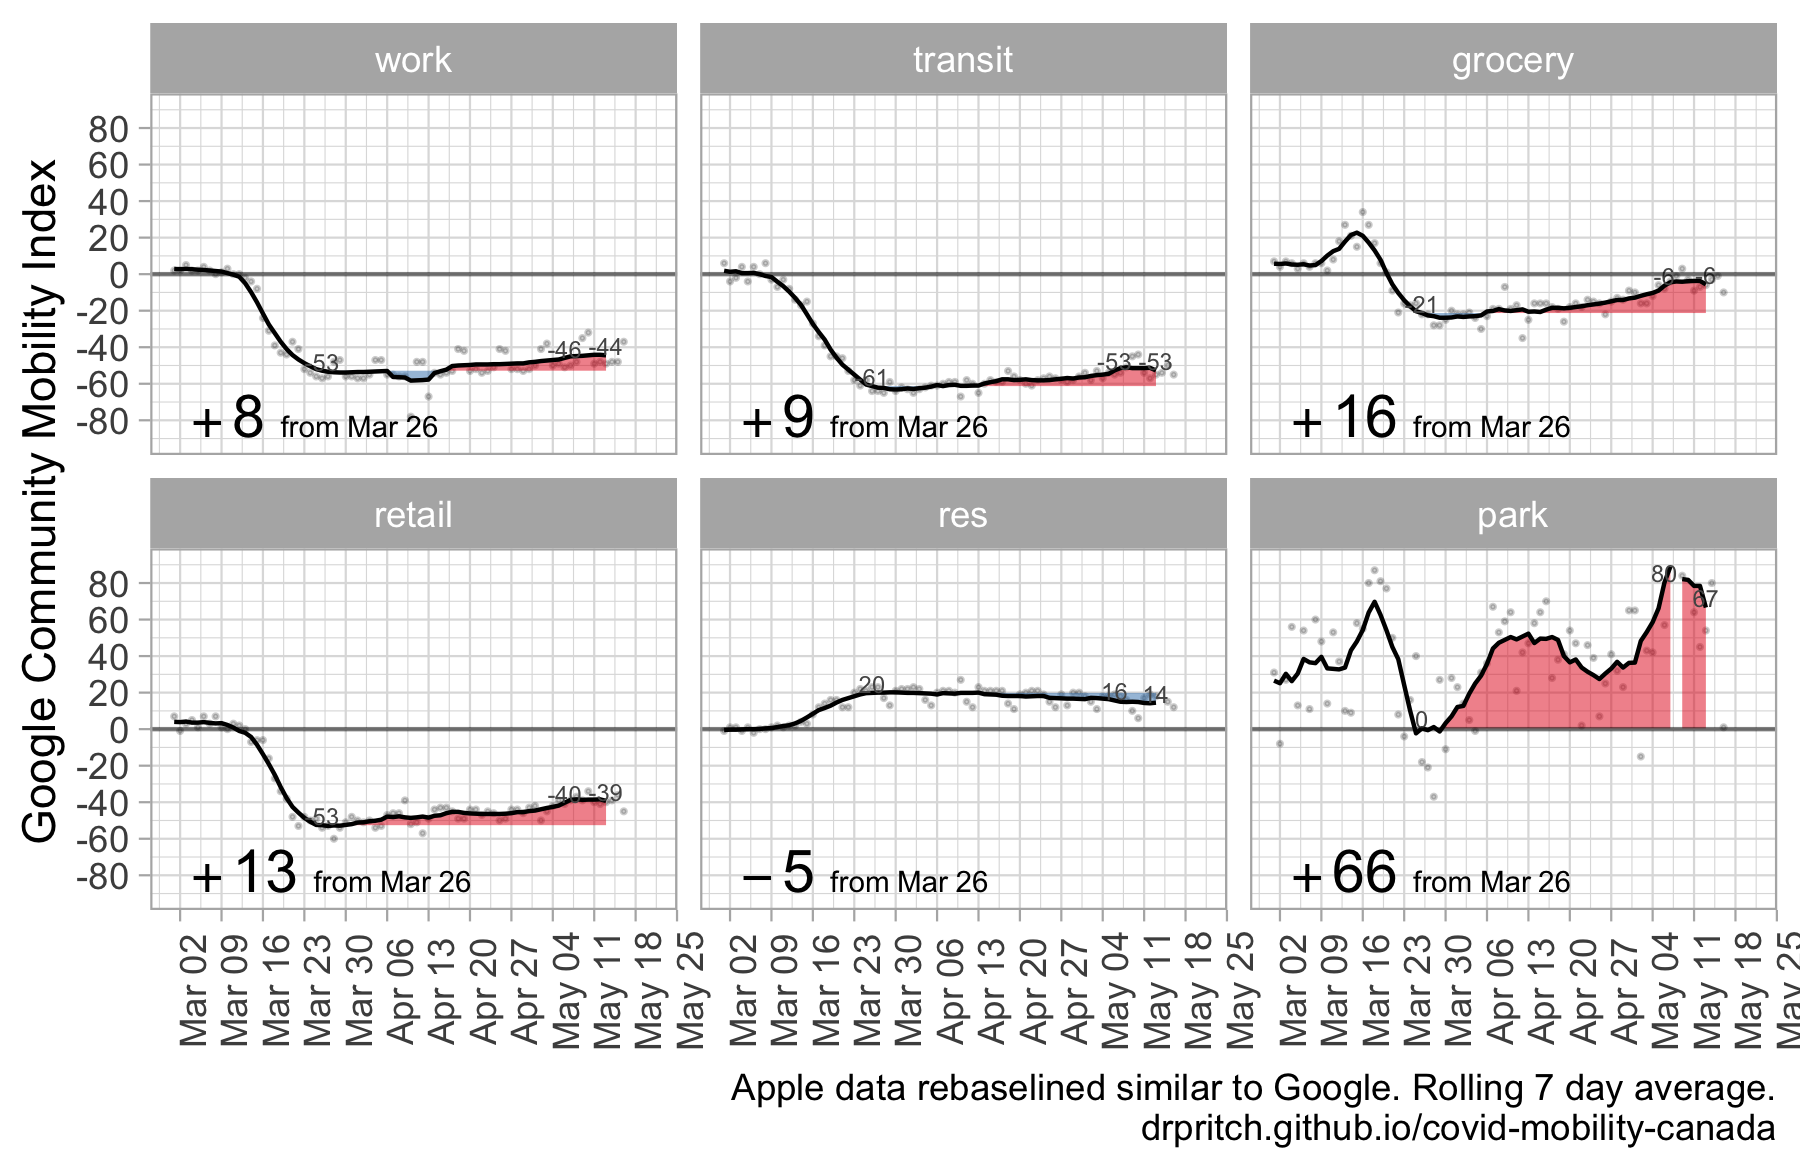 work
transit
grocery
Google Community Mobility Index
80
60
40
20
0
-20
-40
-60
-80
-53
-46
-44
+8 from Mar 26
-61
-53
-53
+9 from Mar 26
-21
-6
-6
+16 from Mar 26
retail
res
park
80
60
40
20
0
-20
-40
-60
-80
-53
-40
-39
+13 from Mar 26
20
16
14
−5 from Mar 26
0
80
67
+66 from Mar 26
Mar 02
Mar 09
Mar 16
Mar 23
Mar 30
Apr 06
Apr 13
Apr 20
Apr 27
May 04
May 11
May 18
May 25
Mar 02
Mar 09
Mar 16
Mar 23
Mar 30
Apr 06
Apr 13
Apr 20
Apr 27
May 04
May 11
May 18
May 25
Mar 02
Mar 09
Mar 16
Mar 23
Mar 30
Apr 06
Apr 13
Apr 20
Apr 27
May 04
May 11
May 18
May 25
Apple data rebaselined similar to Google. Rolling 7 day average.
drpritch.github.io/covid-mobility-canada